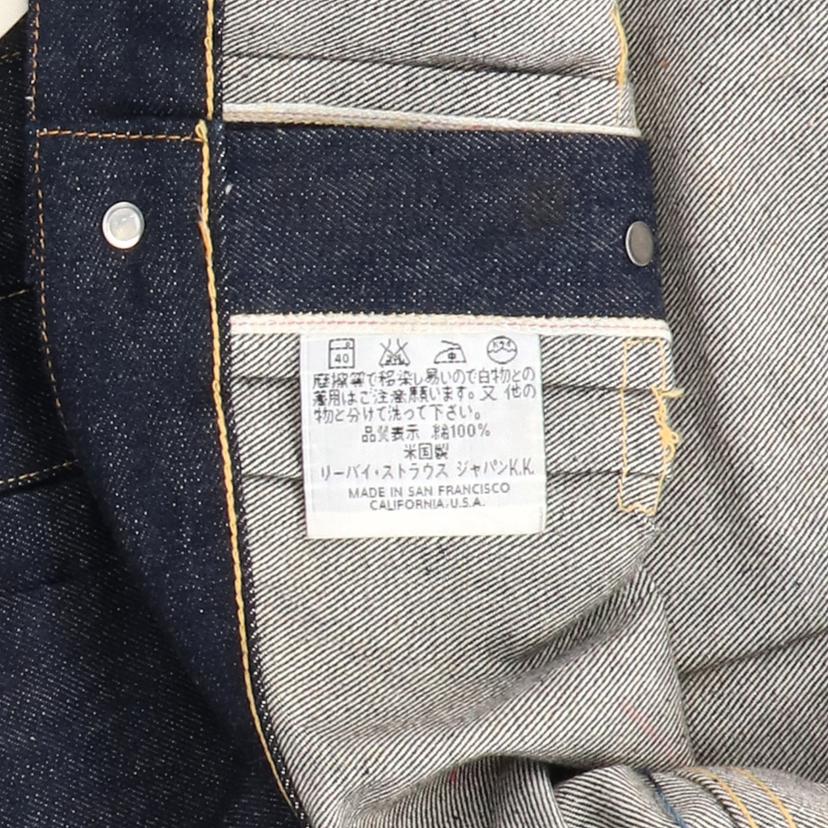 40
摩擦等で移染し易いので白物との
着用はご注意願います。又 他の
物と分けて洗って下さい。
品質表示 綿100%
米国製
リーバイ・ストラウス ジャパンK.K.
MADE IN SAN FRANCISCO
CALIFORNIA,U.S.A.